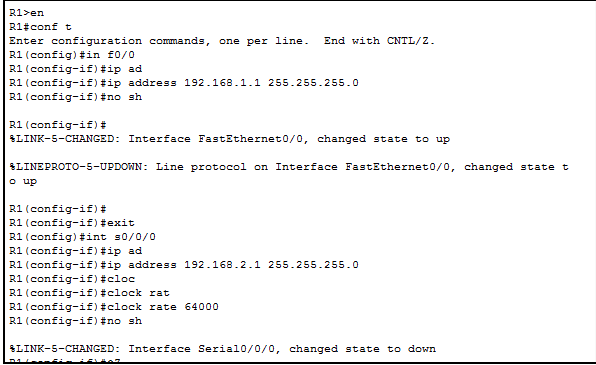 R1>en
R1#conf t
Enter configuration commands, one per line.  End with CNTL/Z.
R1(config)#in f0/0
R1(config-if)#ip ad
R1(config-if)#ip address 192.168.1.1 255.255.255.0
R1(config-if)#no sh
R1(config-if)#
%LINK-5-CHANGED: Interface FastEthernet0/0, changed state to up
%LINEPROTO-5-UPDOWN: Line protocol on Interface FastEthernet0/0, changed state t
o up
R1(config-if)#
R1(config-if)#exit
R1(config)#int s0/0/0
R1(config-if)#ip ad
R1(config-if)#ip address 192.168.2.1 255.255.255.0
R1(config-if)#cloc
R1(config-if)#clock rat
R1(config-if)#clock rate 64000
R1(config-if)#no sh
%LINK-5-CHANGED: Interface Serial0/0/0, changed state to down